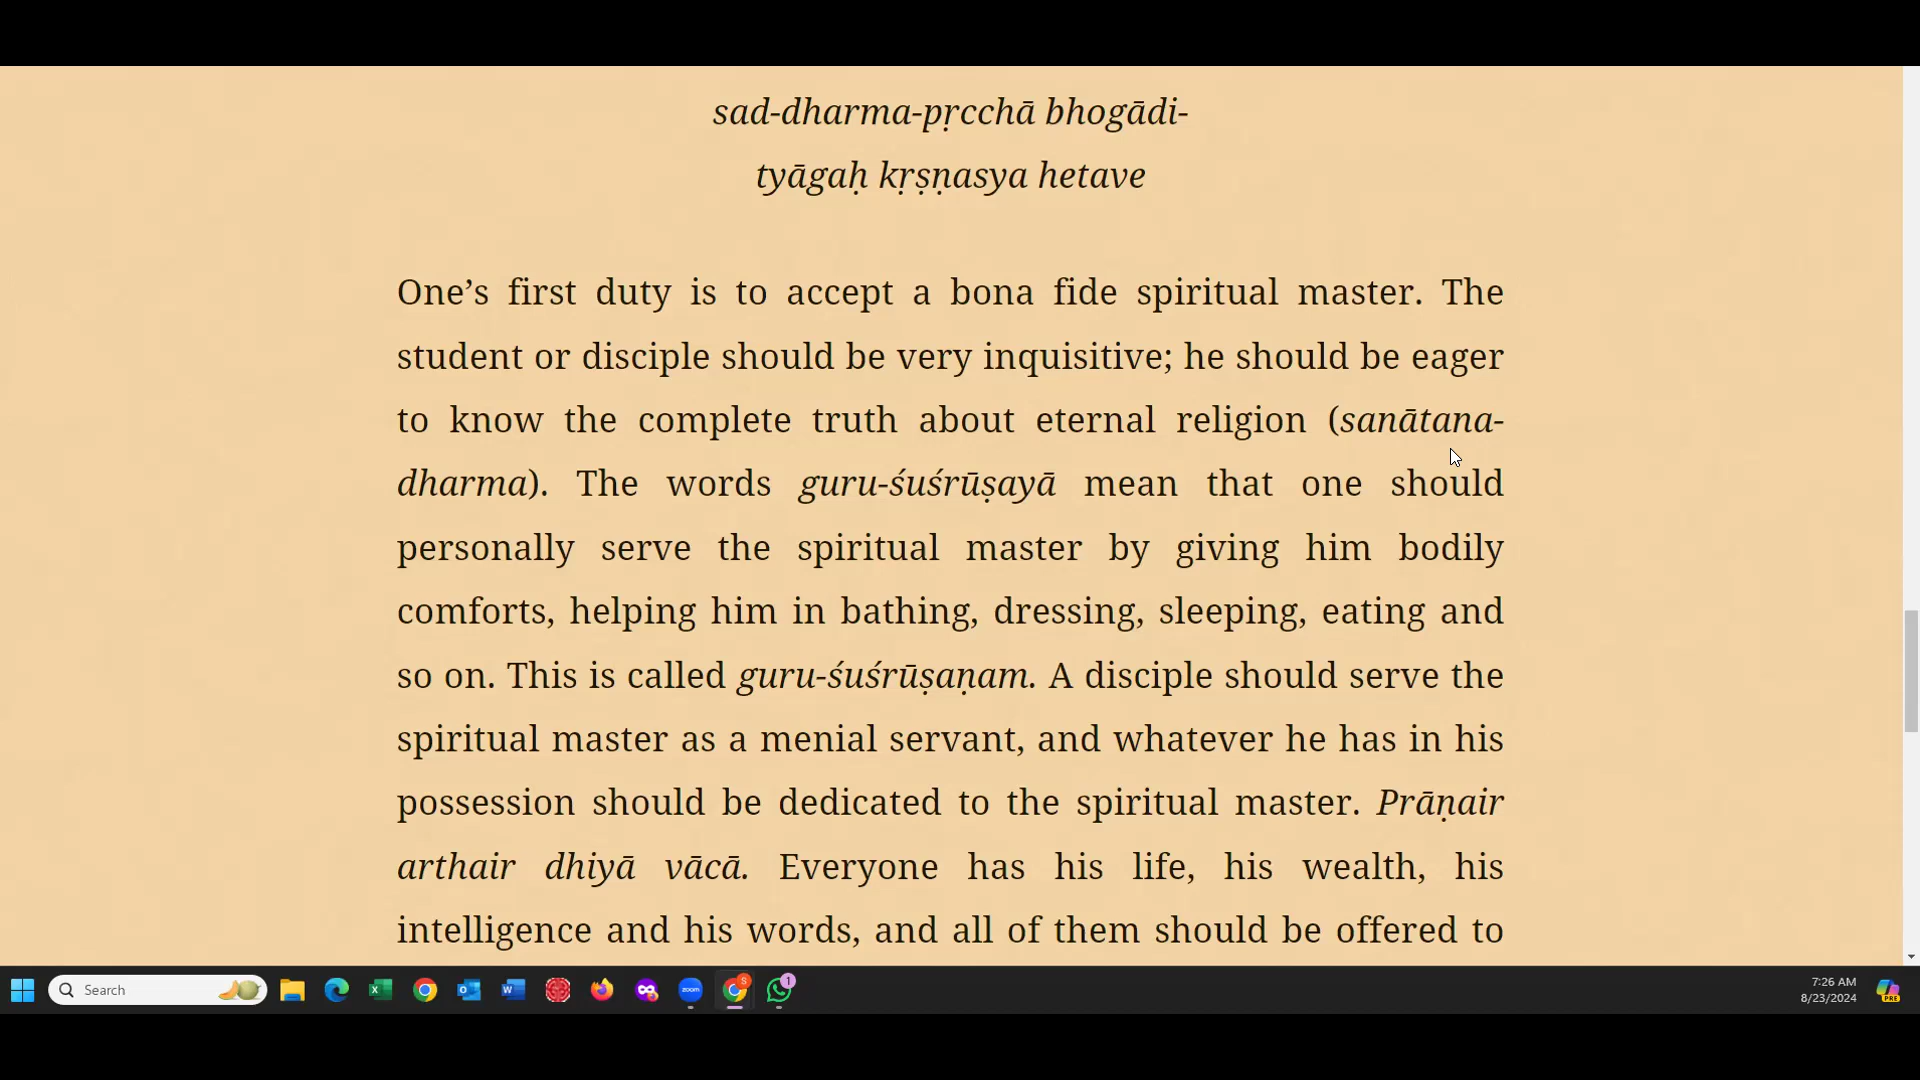 sad-dharma-pṛcchā bhogādi-
tyāgaḥ kṛṣṇasya hetave
One’s first duty is to accept a bona fide spiritual master. The
student or disciple should be very inquisitive; he should be eager
to know the complete truth about eternal religion (sanātana-
dharma). The words guru-śuśrūṣayā mean that one should
personally serve the spiritual master by giving him bodily
comforts, helping him in bathing, dressing, sleeping, eating and
so on. This is called guru-śuśrūṣaṇam. A disciple should serve the
spiritual master as a menial servant, and whatever he has in his
possession should be dedicated to the spiritual master. Prāṇair
arthair dhiyā vācā. Everyone has his life, his wealth, his
intelligence and his words, and all of them should be offered to
Search
zoom
S
1
7:26 AM
8/23/2024
PRE